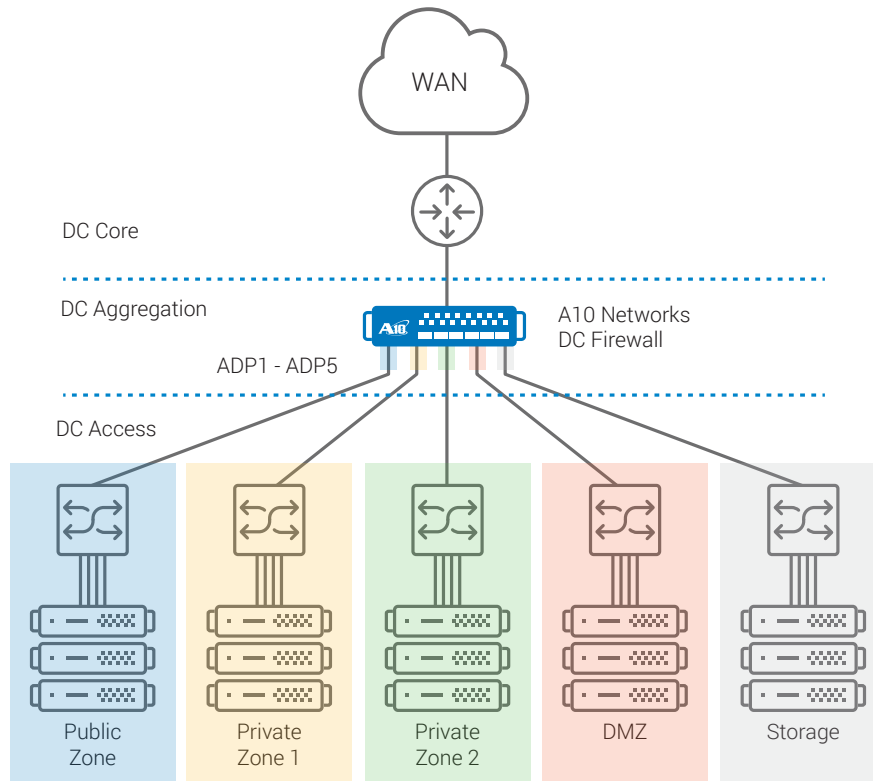 WAN
DC Core
DC Aggregation
A10
A10 Networks
DC Firewall
ADP1 - ADP5
DC Access
Public
Zone
Private
Zone 1
Private
Zone 2
DMZ
Storage